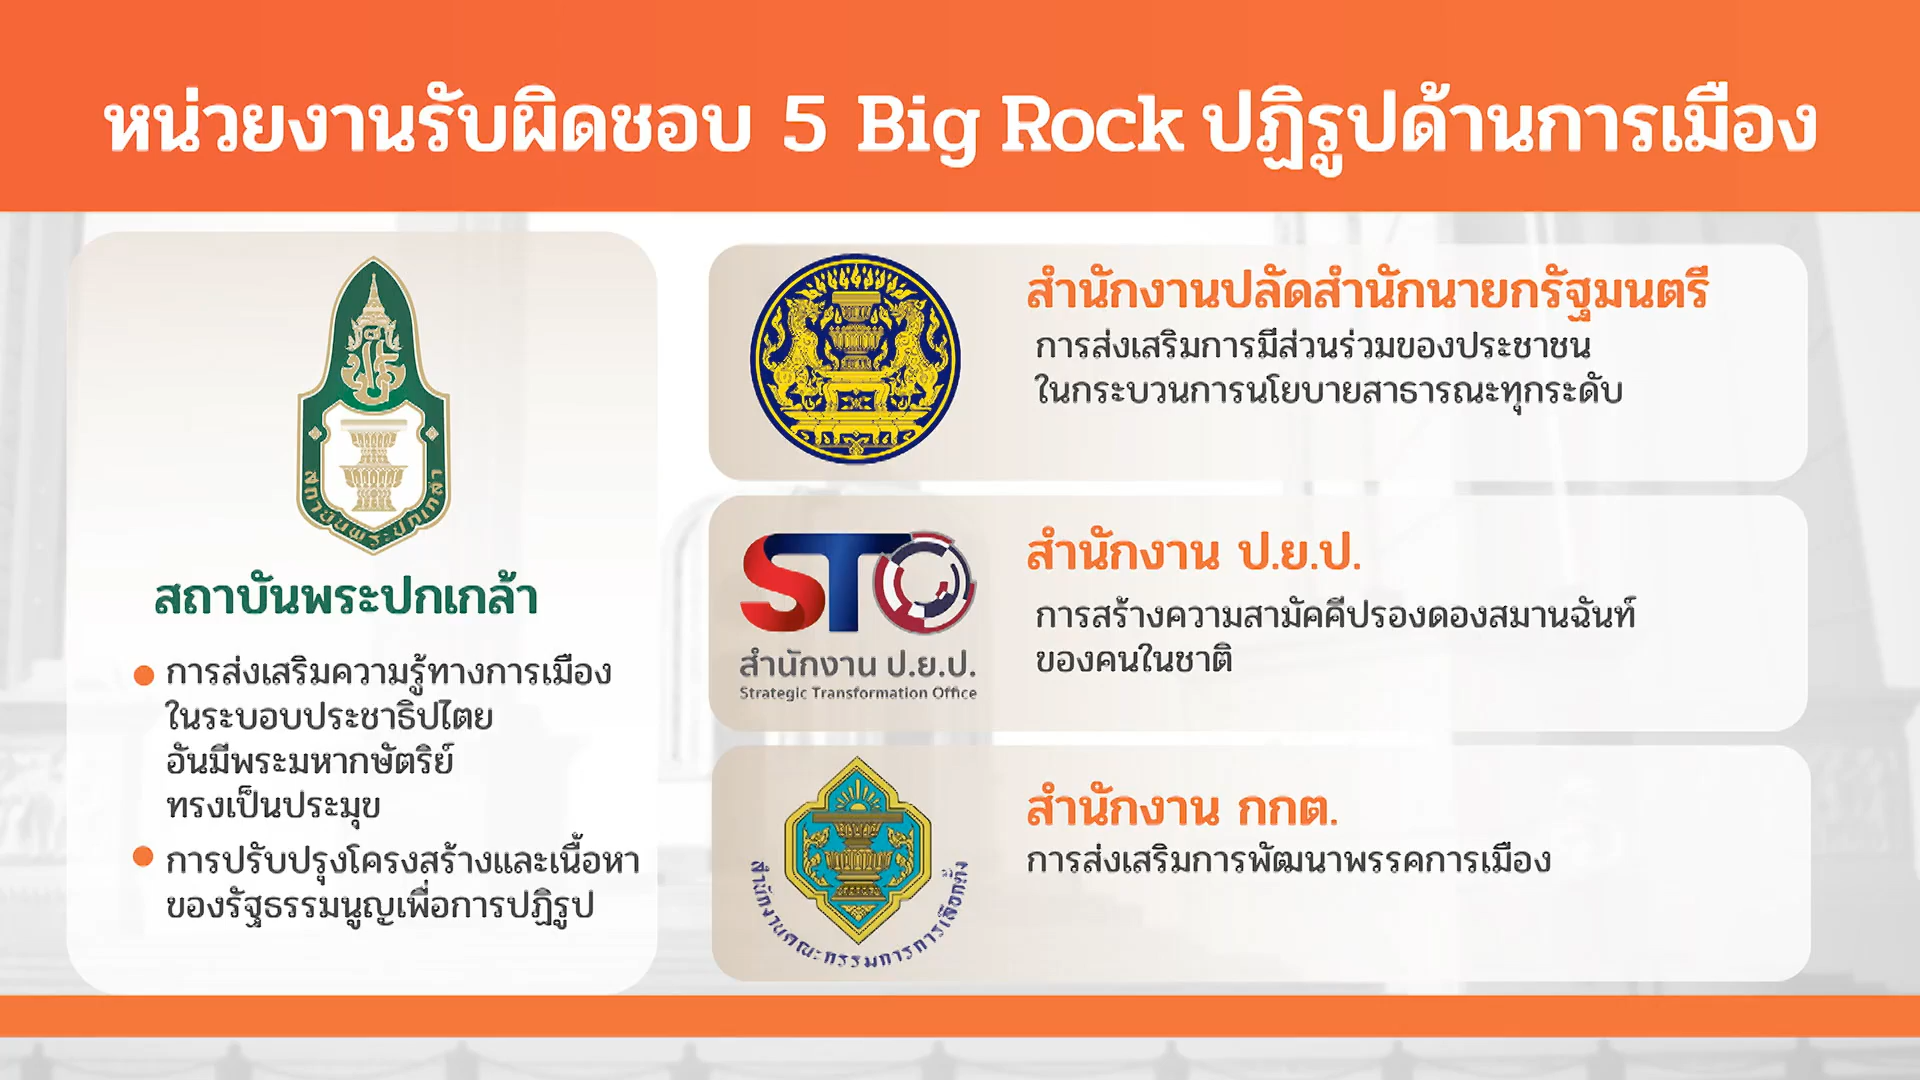 หน่วยงานรับผิดชอบ 5 Big Rock ปฏิรูปด้านการเมือง
สถาบันพระปกเกล้า
สถาบันพระปกเกล้า
การส่งเสริมความรู้ทางการเมือง
ในระบอบประชาธิปไตย
อันมีพระมหากษัตริย์
ทรงเป็นประมุข
การปรับปรุงโครงสร้างและเนื้อหา
ของรัฐธรรมนูญเพื่อการปฏิรูป
สำนักงานปลัดสำนักนายกรัฐมนตรี
การส่งเสริมการมีส่วนร่วมของประชาชน
ในกระบวนการนโยบายสาธารณะทุกระดับ
STO
สำนักงาน ป.ย.ป.
Strategic Transformation Office
สำนักงาน ป.ย.ป.
การสร้างความสามัคคีปรองดองสมานฉันท์
ของคนในชาติ
สำนักงานคณะกรรมการการเลือกตั้ง
สำนักงาน กกต.
การส่งเสริมการพัฒนาพรรคการเมือง